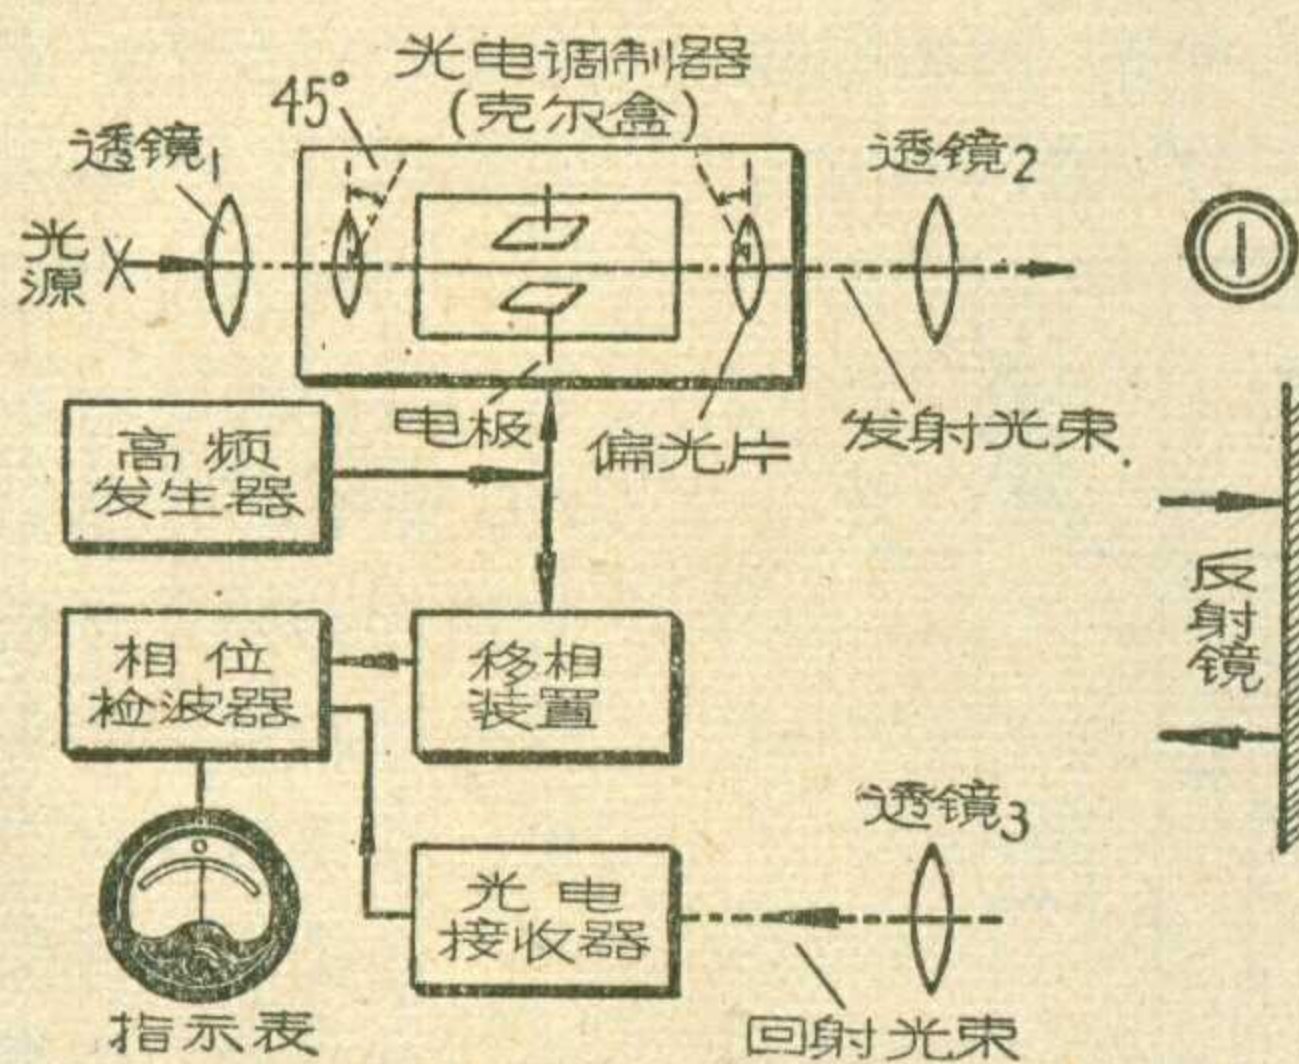 光电调制器
(克尔盒)
45°
透镜1
透镜2
光
源
电极
偏光片
发射光束
高频
发生器
反
射
镜
相位
检波器
移相
装置
透镜3
光电
接收器
指示表
回射光束